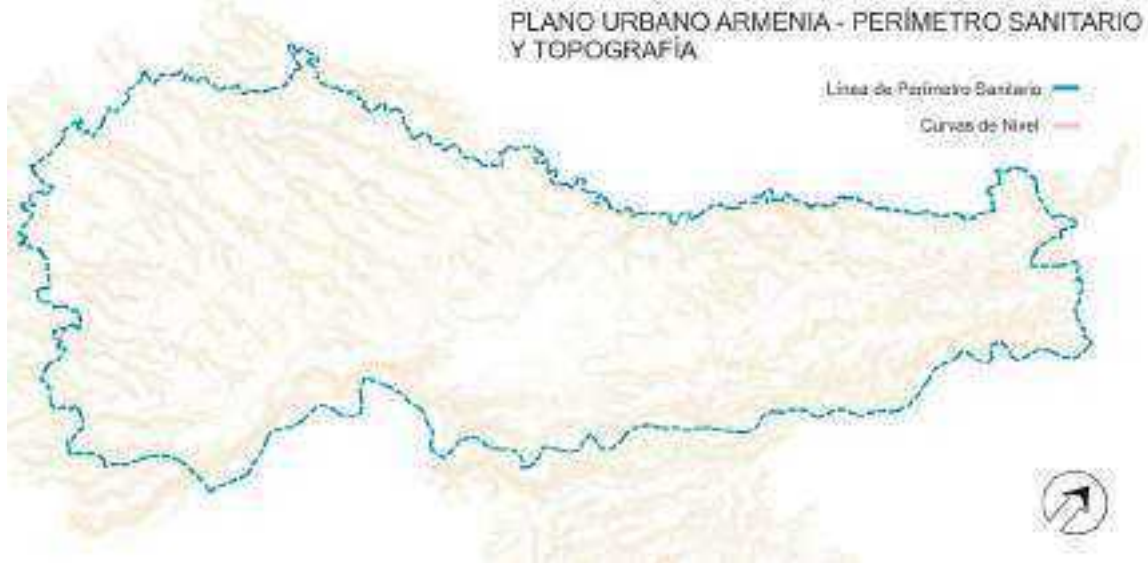 PLANO URBANO ARMENIA - PERÍMETRO SANITARIO
Y TOPOGRAFÍA
Línea de Perímetro Sanitario
Curvas de Nivel